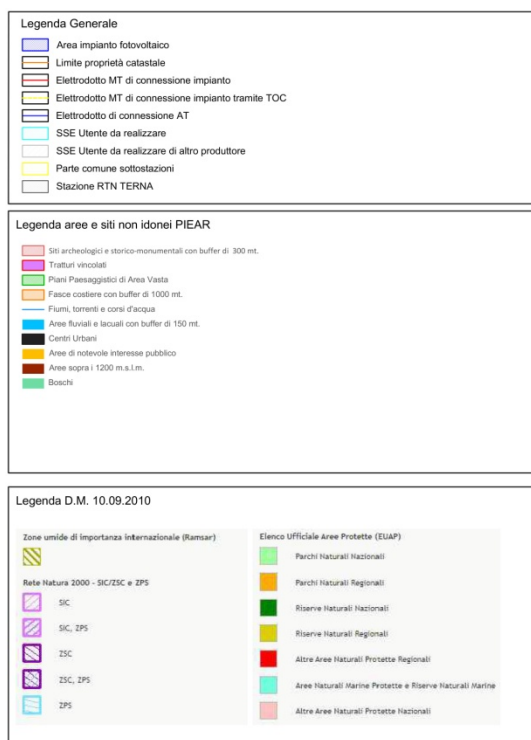 Legenda Generale
Area impianto fotovoltaico
Limite proprietà catastale
Elettrodotto MT di connessione impianto
Elettrodotto MT di connessione impianto tramite TOC
Elettrodotto di connessione AT
SSE Utente da realizzare
SSE Utente da realizzare di altro produttore
Parte comune sottostazioni
Stazione RTN TERNA
Legenda aree e siti non idonei PIEAR
Siti archeologici e storico-monumentali con buffer di 300 mt.
Tratturi vincolati
Piani Paesaggistici di Area Vasta
Fasce costiere con buffer di 1000 mt.
Fiumi, torrenti e corsi d'acqua
Aree fluviali e lacuali con buffer di 150 mt.
Centri Urbani
Aree di notevole interesse pubblico
Aree sopra i 1200 m.s.l.m.
Boschi
Legenda D.M. 10.09.2010
Zone umide di importanza internazionale (Ramsar)
Rete Natura 2000 - SIC/ZSC e ZPS
SIC
SIC, ZPS
ZSC
ZSC, ZPS
ZPS
Elenco Ufficiale Aree Protette (EUAP)
Parchi Naturali Nazionali
Parchi Naturali Regionali
Riserve Naturali Nazionali
Riserve Naturali Regionali
Altre Aree Naturali Protette Regionali
Aree Naturali Marine Protette e Riserve Naturali Marine
Altre Aree Naturali Protette Nazionali